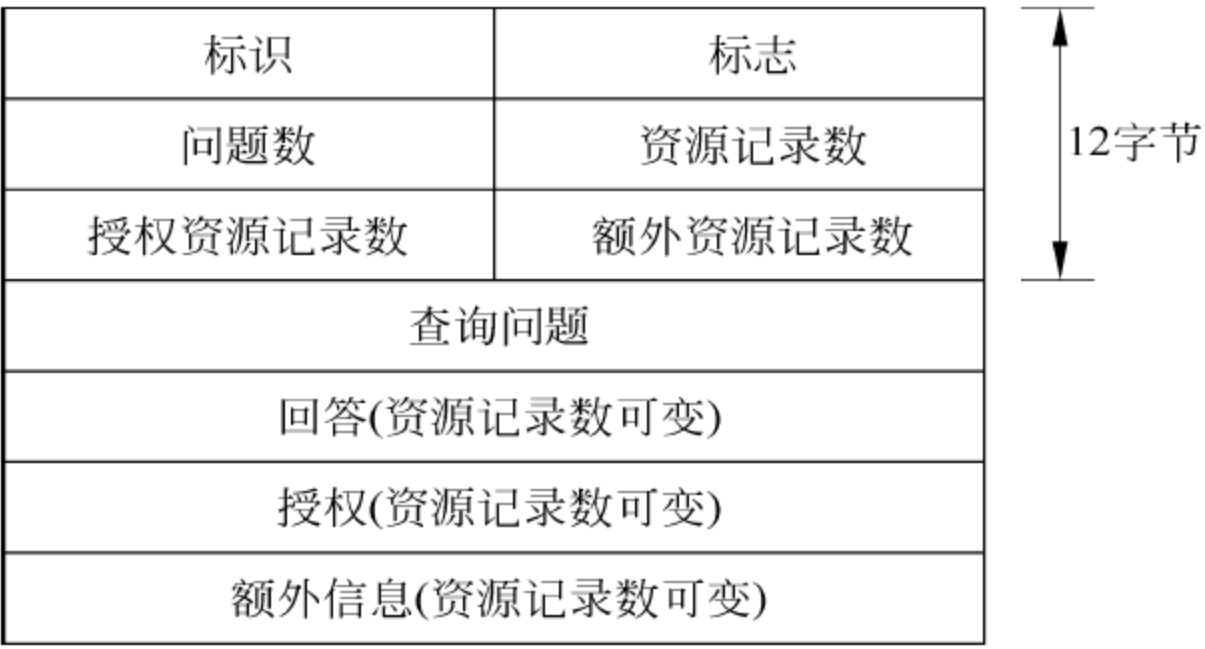 标识
标志
问题数
资源记录数
12字节
授权资源记录数
额外资源记录数
查询问题
回答(资源记录数可变)
授权(资源记录数可变)
额外信息(资源记录数可变)